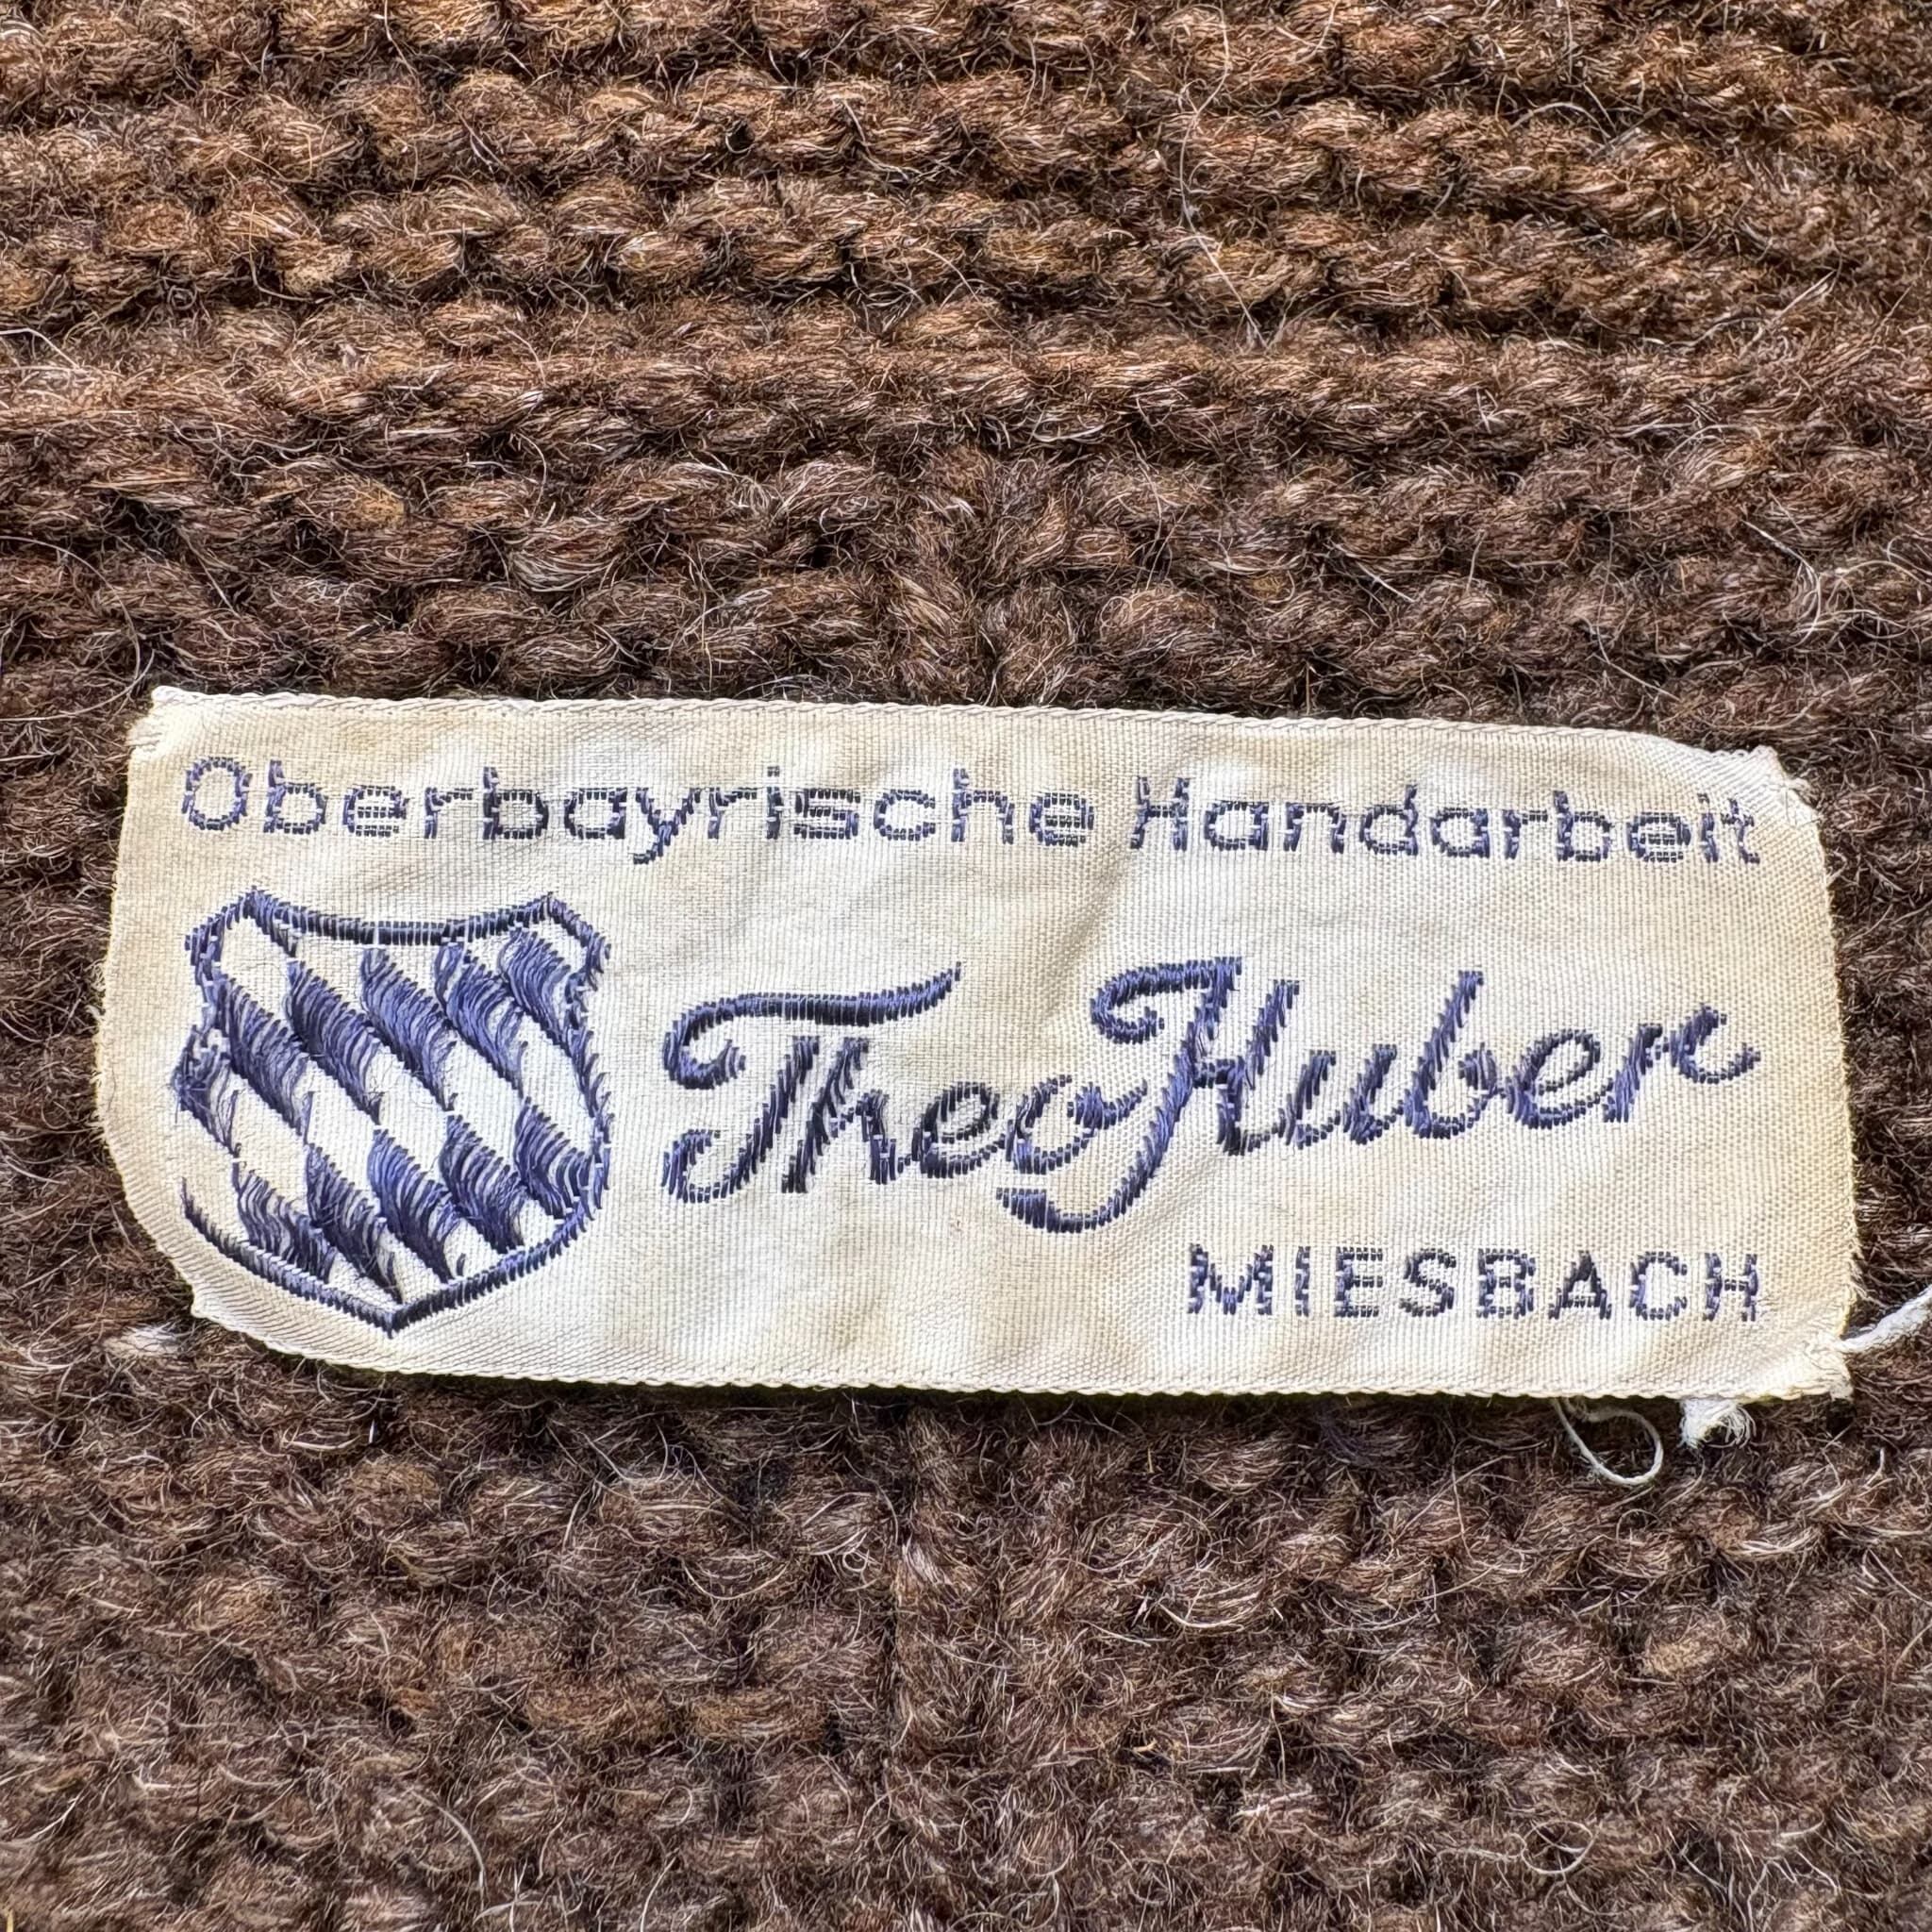 Oberbayrische Handarbeit
Theo Huber
MIESBACH